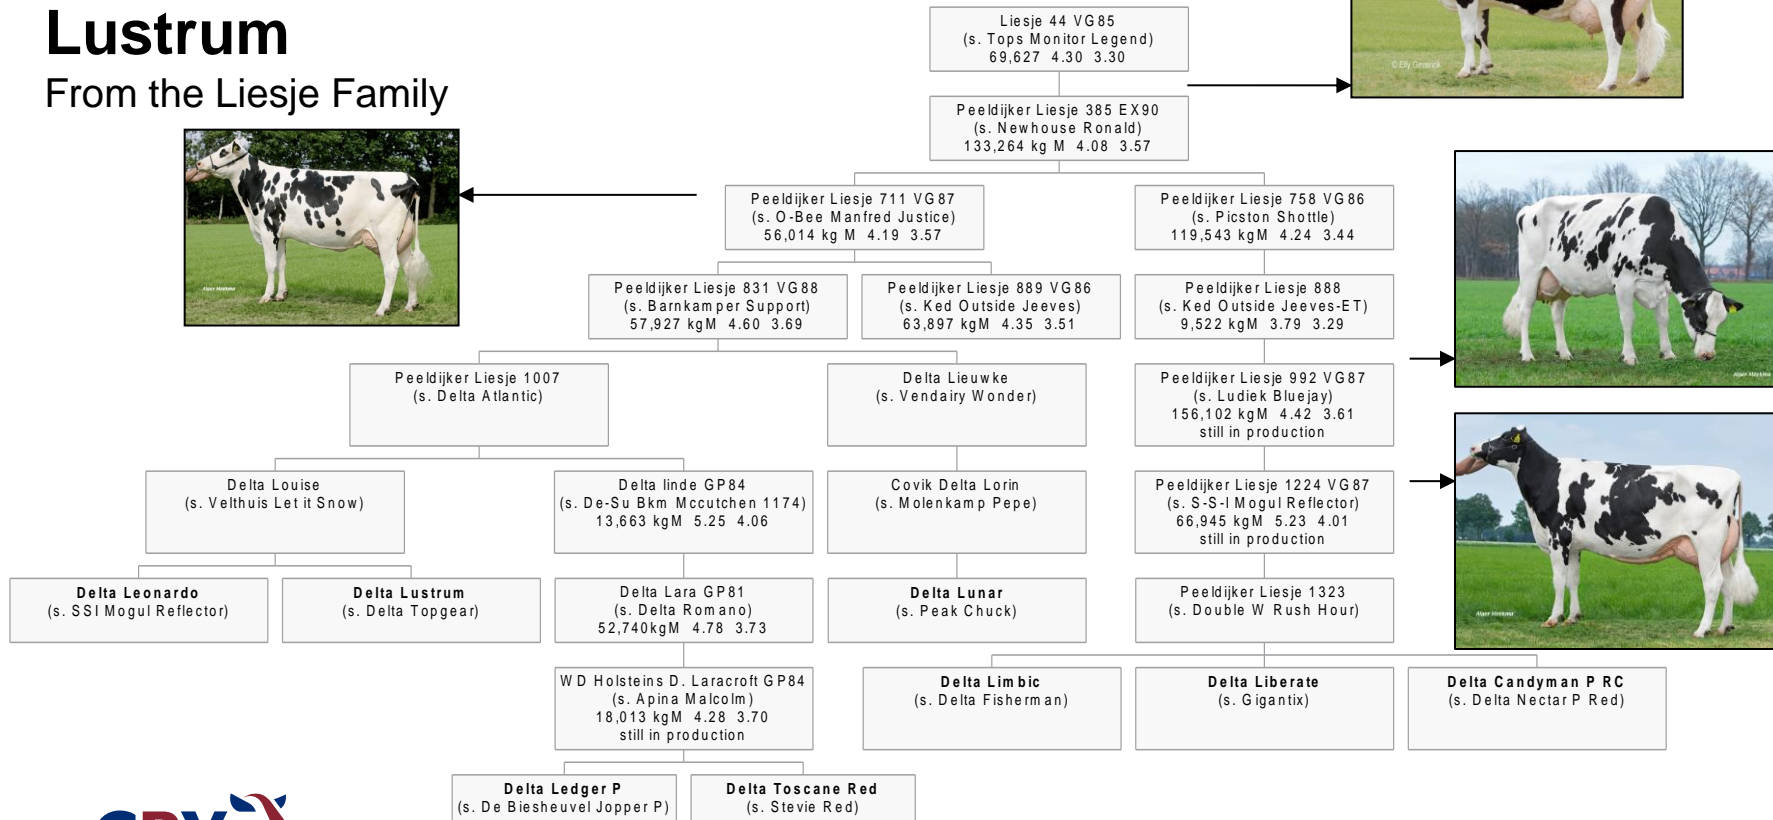 Lustrum
From the Liesje Family
Liesje 44 VG85
(s. Tops Monitor Legend)
69,627 4.30 3.30
© Elly Geverink
Peeldijker Liesje 385 EX90
(s. Newhouse Ronald)
133,264 kg M 4.08 3.57
Peeldijker Liesje 711 VG87
(s. O-Bee Manfred Justice)
56,014 kg M 4.19 3.57
Peeldijker Liesje 758 VG86
(s. Picston Shottle)
119,543 kgM 4.24 3.44
Peeldijker Liesje 831 VG88
(s. Barnkamper Support)
57,927 kgM 4.60 3.69
Peeldijker Liesje 889 VG86
(s. Ked Outside Jeeves)
63,897 kgM 4.35 3.51
Peeldijker Liesje 888
(s. Ked Outside Jeeves-ET)
9,522 kgM 3.79 3.29
Alger Meekma
Peeldijker Liesje 1007
(s. Delta Atlantic)
Delta Lieuwke
(s. Vendairy Wonder)
Peeldijker Liesje 992 VG87
(s. Ludiek Bluejay)
156,102 kgM 4.42 3.61
still in production
Alger Meekma
Delta Louise
(s. Velthuis Let it Snow)
Delta linde GP84
(s. De-Su Bkm Mccutchen 1174)
13,663 kgM 5.25 4.06
Covik Delta Lorin
(s. Molenkamp Pepe)
Peeldijker Liesje 1224 VG87
(s. S-S-I Mogul Reflector)
66,945 kgM 5.23 4.01
still in production
Delta Leonardo
(s. SSI Mogul Reflector)
Delta Lustrum
(s. Delta Topgear)
Delta Lara GP81
(s. Delta Romano)
52,740kgM 4.78 3.73
Delta Lunar
(s. Peak Chuck)
Peeldijker Liesje 1323
(s. Double W Rush Hour)
Alger Meekma
WD Holsteins D. Laracroft GP84
(s. Apina Malcolm)
18,013 kgM 4.28 3.70
still in production
Delta Limbic
(s. Delta Fisherman)
Delta Liberate
(s. Gigantix)
Delta Candyman P RC
(s. Delta Nectar P Red)
Delta Ledger P
(s. De Biesheuvel Jopper P)
Delta Toscane Red
(s. Stevie Red)
CRV